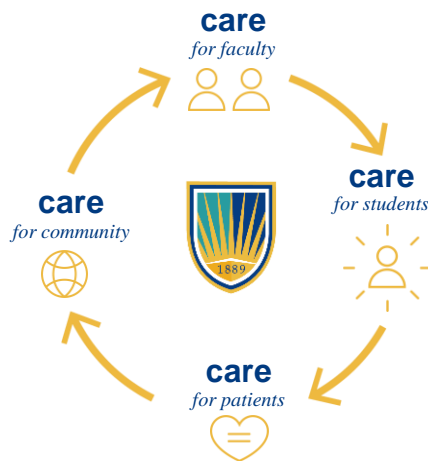 care
for faculty
care
for students
care
for patients
care
for community
1889